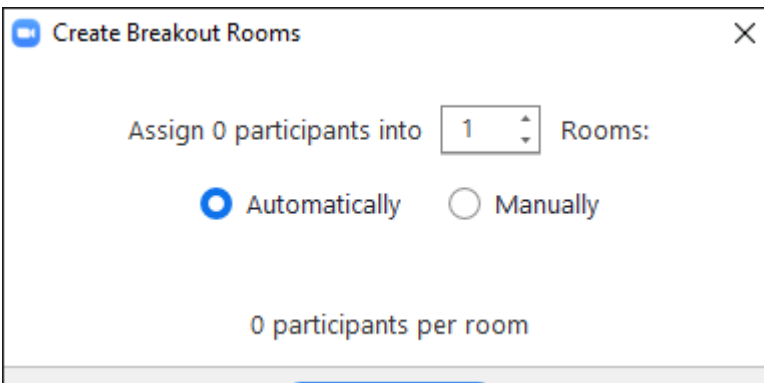 Create Breakout Rooms
Assign 0 participants into 1 Rooms:
Automatically Manually
0 participants per room